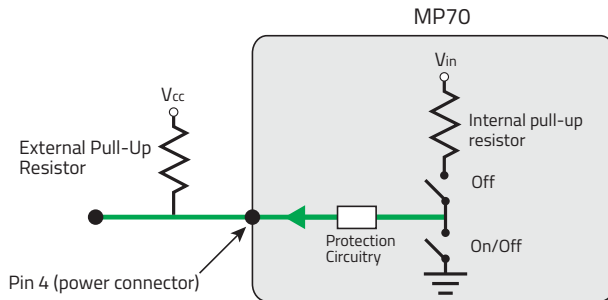 MP70
Vin
Vcc
Internal pull-up
resistor
External Pull-Up
Resistor
Off
Protection
Circuitry
On/Off
Pin 4 (power connector)